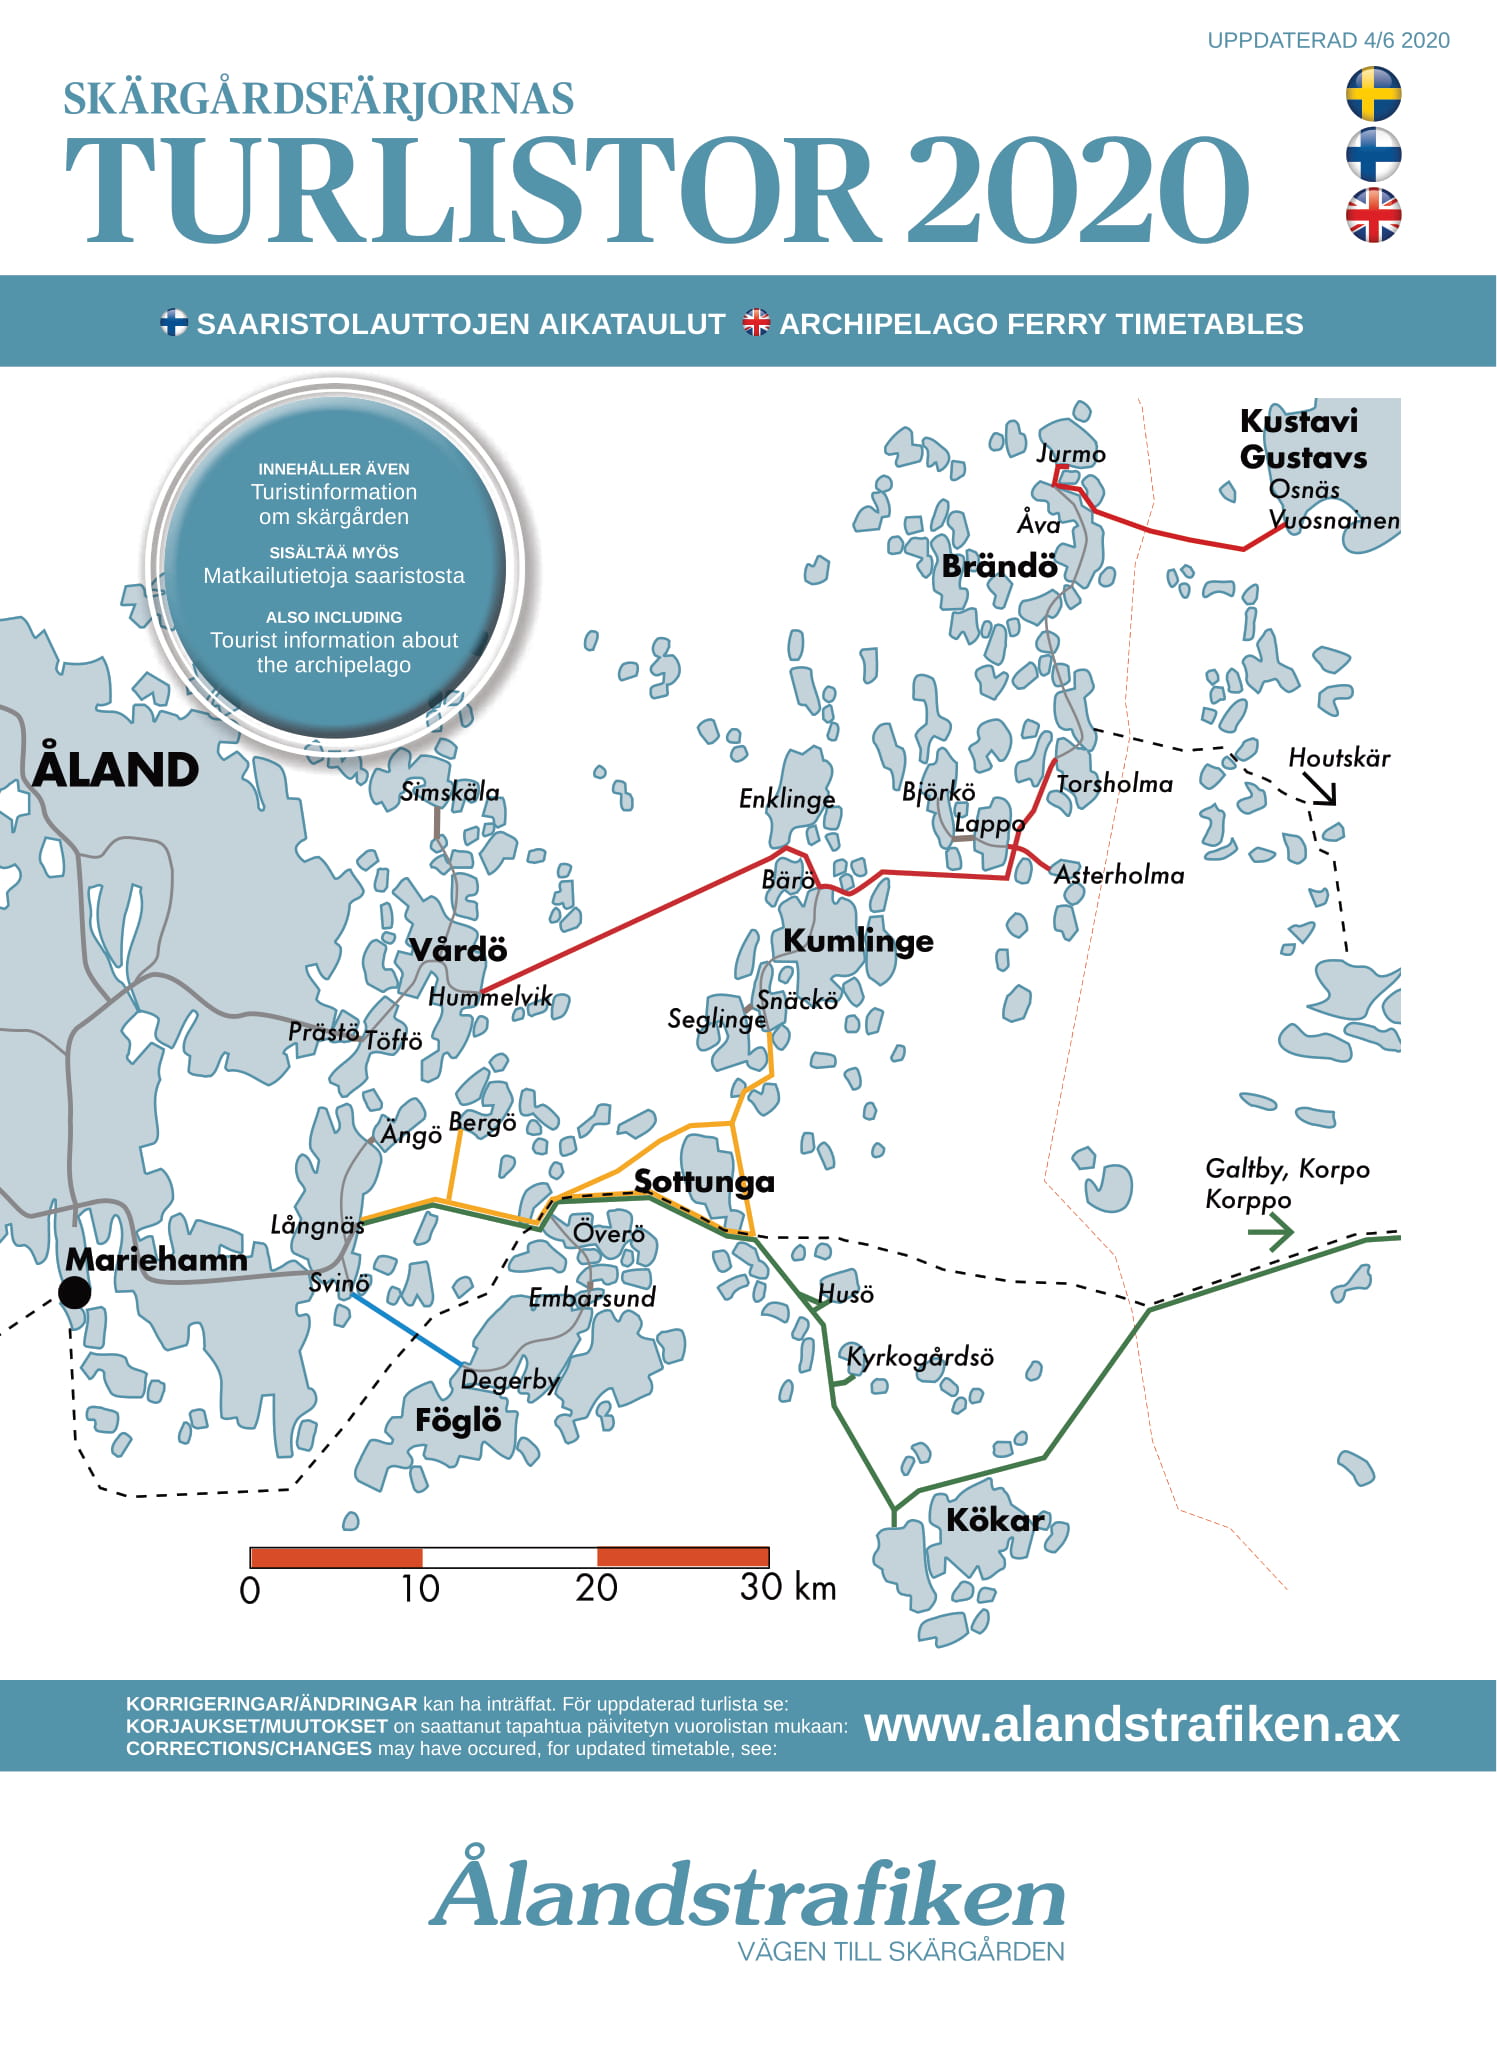 UPPDATERAD 4/6 2020
SKÄRGÅRDSFÄRJORNAS
TURLISTOR 2020
SAARISTOLAUTTOJEN AIKATAULUT ARCHIPELAGO FERRY TIMETABLES
INNEHÅLLER ÄVEN
Turistinformation
om skärgården
SISÄLTÄÄ MYÖS
Matkailutietoja saaristosta
ALSO INCLUDING
Tourist information about
the archipelago
Kustavi
Gustavs
Osnäs
Vuosnainen
Jurmo
Åva
Brändö
ÅLAND
Simskäla
Enklinge
Björkö
Lappo
Torsholma
Houtskär
Bärö
Asterholma
Vårdö
Kumlinge
Hummelvik
Snäckö
Seglinge
Prästö
Töftö
Ängö
Bergö
Sottunga
Galtby, Korpo
Korppo
Långnäs
Överö
Mariehamn
Svinö
Embarsund
Husö
Kyrkogårdsö
Degerby
Föglö
Kökar
0 10 20 30 km
KORRIGERINGAR/ÄNDRINGAR kan ha inträffat. För uppdaterad turlista se:
KORJAUKSET/MUUTOKSET on saattanut tapahtua päivitetyn vuorolistan mukaan:
CORRECTIONS/CHANGES may have occured, for updated timetable, see:
www.alandstrafiken.ax
Ålandstrafiken
VÄGEN TILL SKÄRGÅRDEN